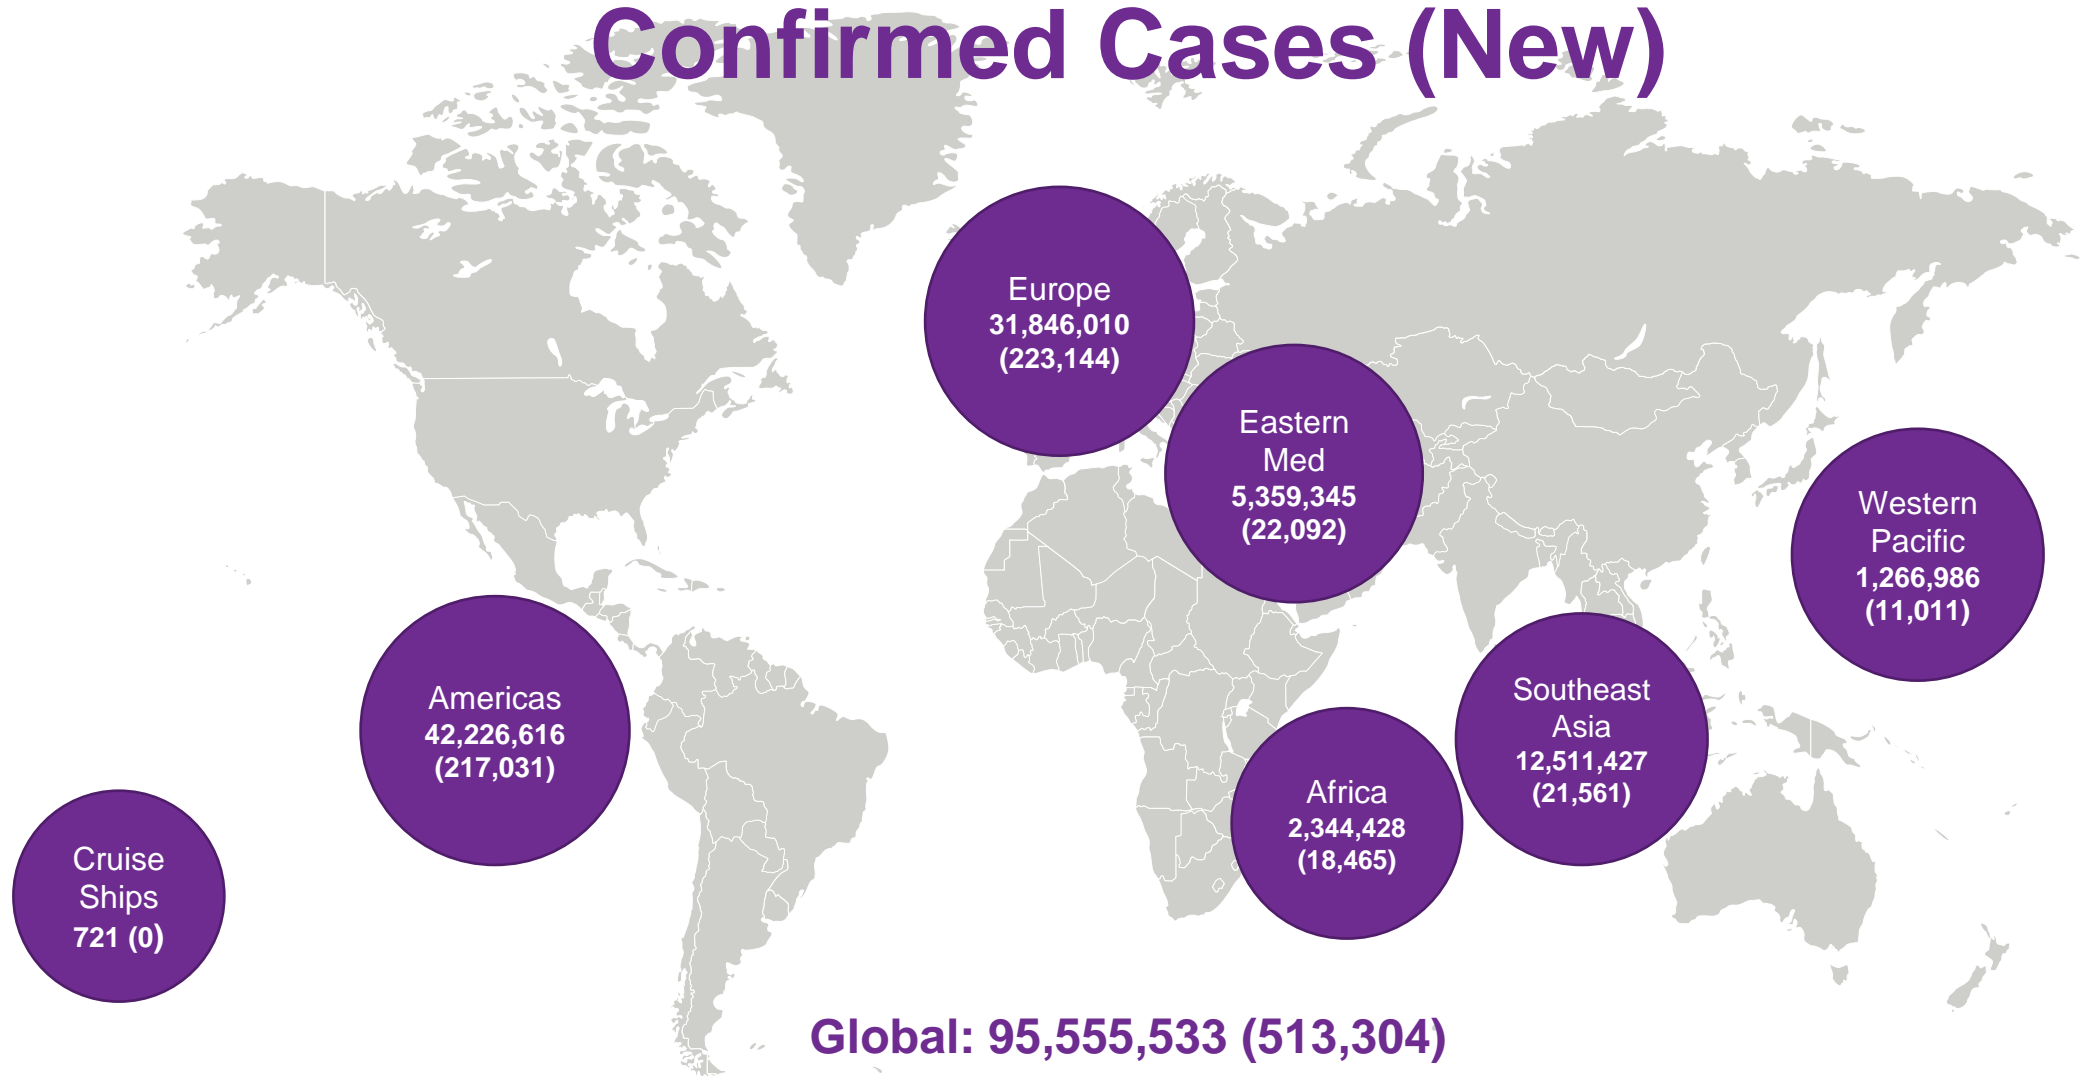 Confirmed Cases (New)
Europe
31,846,010
(223,144)
Eastern
Med
5,359,345
(22,092)
Western
Pacific
1,266,986
(11,011)
Americas
42,226,616
(217,031)
Southeast
Asia
12,511,427
(21,561)
Africa
2,344,428
(18,465)
Cruise
Ships
721 (0)
Global: 95,555,533 (513,304)